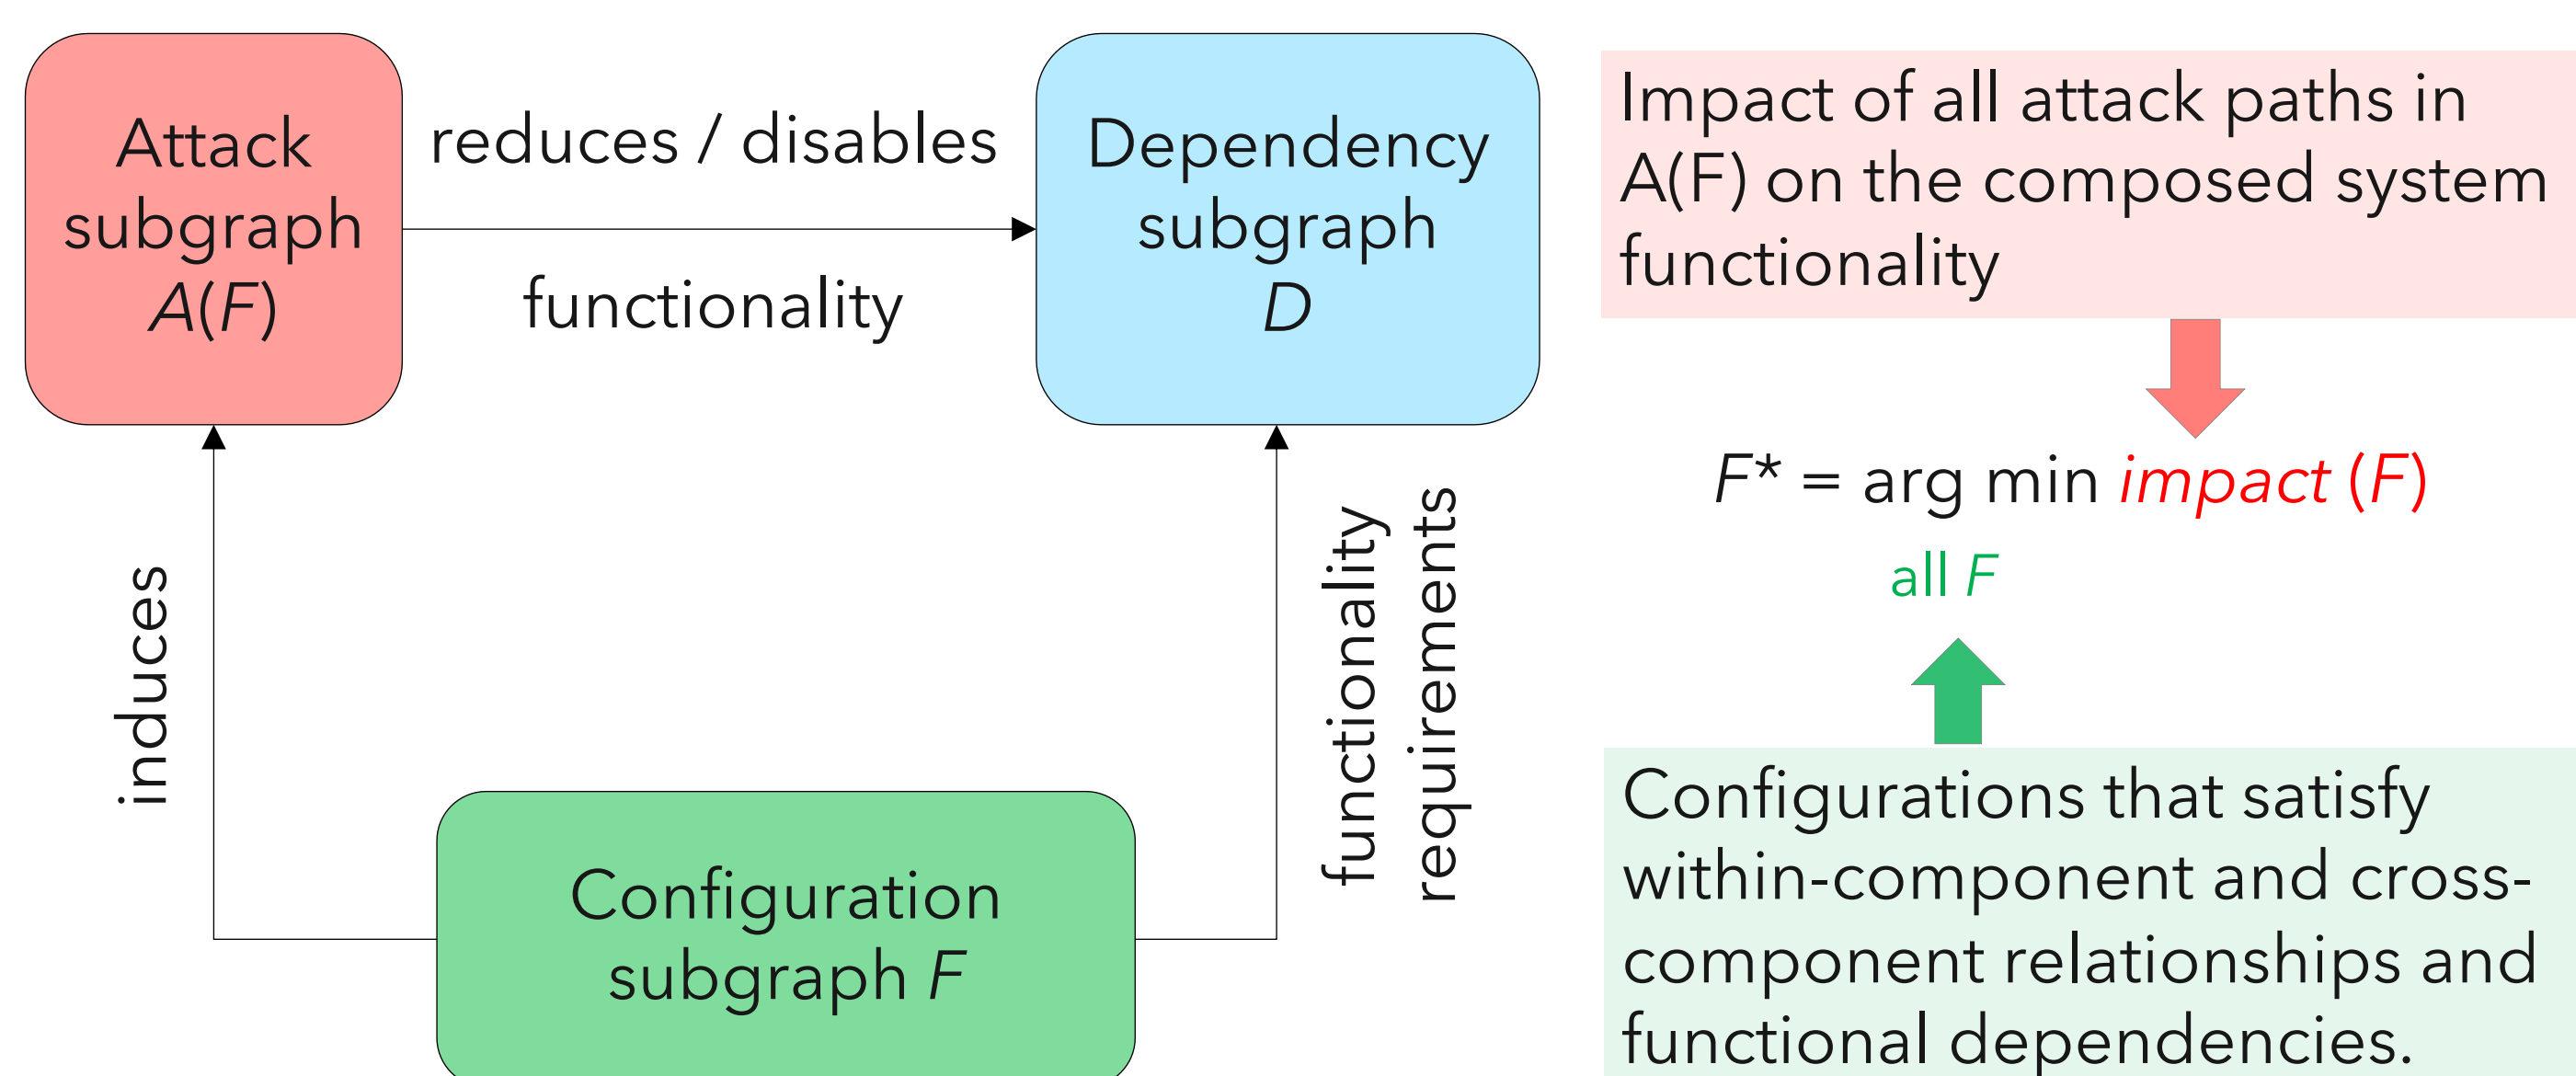 Attack
subgraph
A(F)
reduces / disables
functionality
Dependency
subgraph
D
induces
functionality
requirements
Configuration
subgraph F
Impact of all attack paths in
A(F) on the composed system
functionality
F* = arg min impact (F)
all F
Configurations that satisfy
within-component and cross-
component relationships and
functional dependencies.